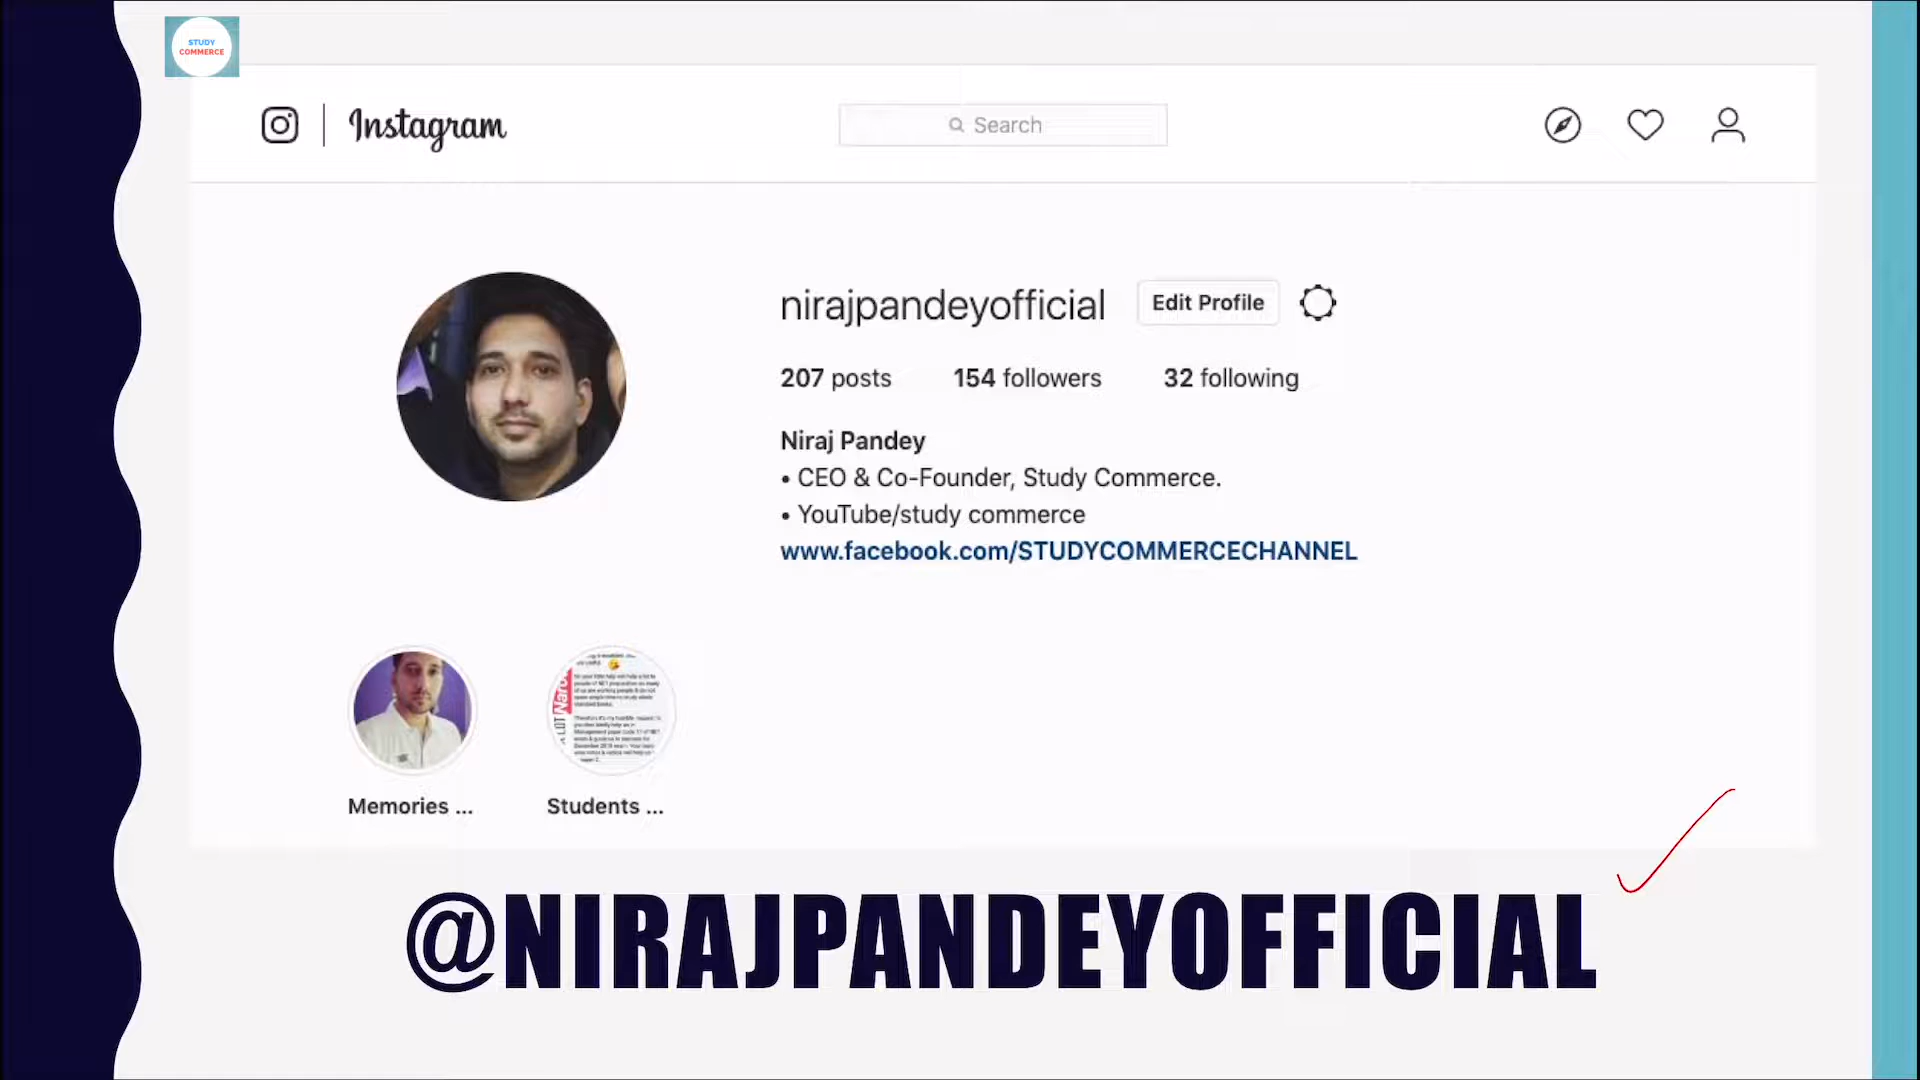 STUDY
COMMERCE
Instagram
Search
nirajpandeyofficial
Edit Profile
207 posts 154 followers 32 following
Niraj Pandey
• CEO & Co-Founder, Study Commerce.
• YouTube/study commerce
www.facebook.com/STUDYCOMMERCECHANNEL
Memories ... Students ...
@NIRAJPANDEYOFFICIAL